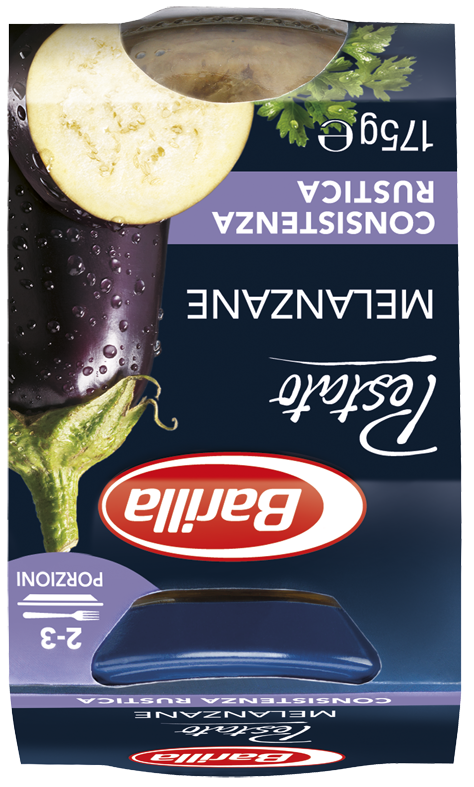 Barilla
Pestato
MELANZANE
CONSISTENZA RUSTICA
2-3
PORZIONI
Barilla
Pestato
MELANZANE
CONSISTENZA
RUSTICA
175g℮